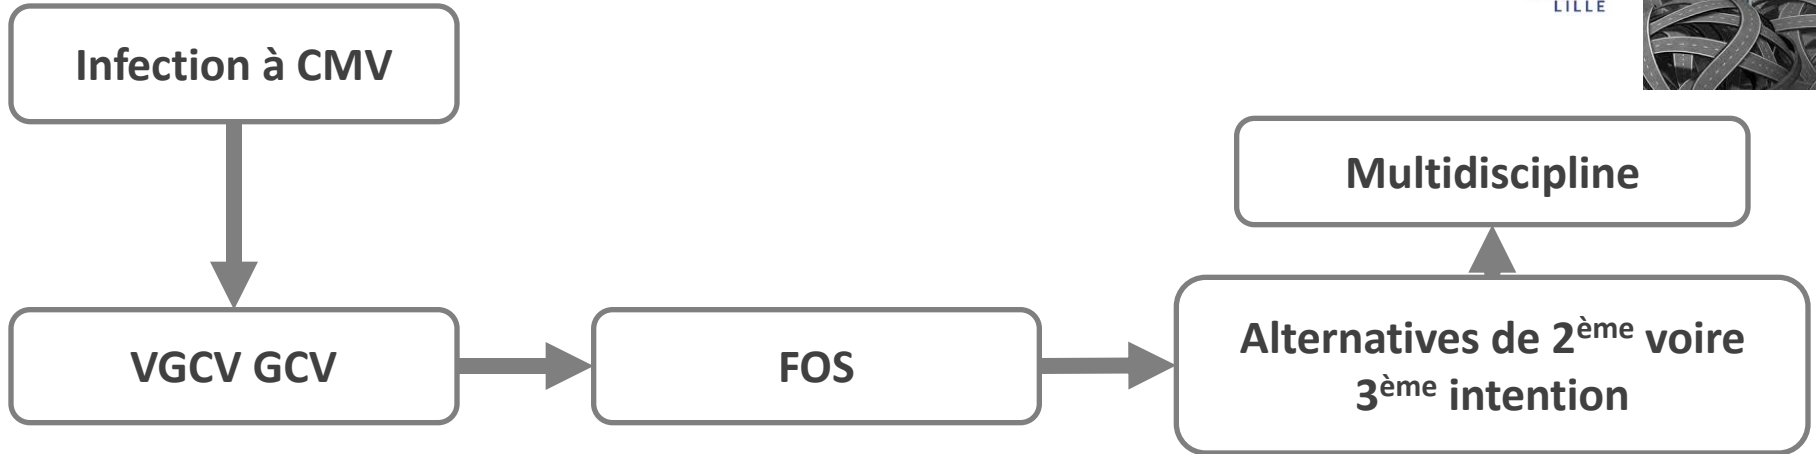 LILLE
Infection à CMV
Multidiscipline
VGCV GCV
FOS
Alternatives de 2ème voire
3ème intention